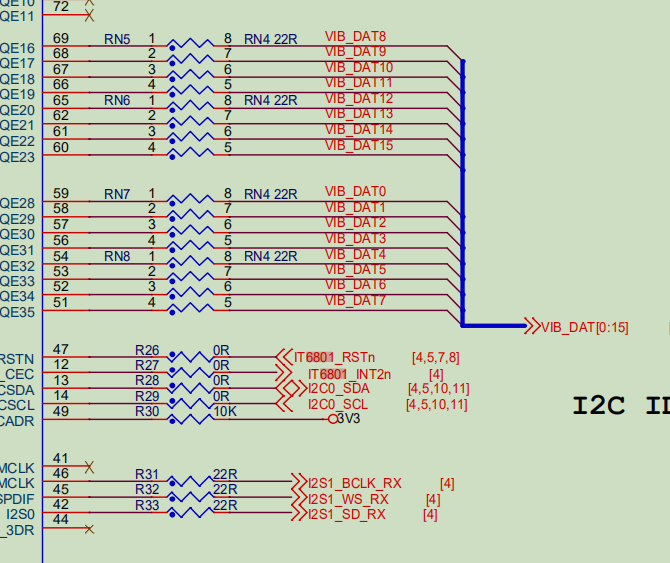 QE10
72
QE11
QE16 69 RN5 1 8 RN4 22R VIB_DAT8
QE17 68 2 7 VIB_DAT9
QE18 67 3 6 VIB_DAT10
QE19 66 4 5 VIB_DAT11
QE20 65 RN6 1 8 RN4 22R VIB_DAT12
QE21 62 2 7 VIB_DAT13
QE22 61 3 6 VIB_DAT14
QE23 60 4 5 VIB_DAT15
QE28 59 RN7 1 8 RN4 22R VIB_DAT0
QE29 58 2 7 VIB_DAT1
QE30 57 3 6 VIB_DAT2
QE31 56 4 5 VIB_DAT3
QE32 54 RN8 1 8 RN4 22R VIB_DAT4
QE33 53 2 7 VIB_DAT5
QE34 52 3 6 VIB_DAT6
QE35 51 4 5 VIB_DAT7
VIB_DAT[0:15]
RSTN 47 R26 0R IT6801_RSTn [4,5,7,8]
_CEC 12 R27 0R IT6801_INT2n [4]
CSDA 13 R28 0R I2C0_SDA [4,5,10,11]
CSCL 14 R29 0R I2C0_SCL [4,5,10,11]
CADR 49 R30 10K 3V3
I2C ID
MCLK 41
MCLK 46 R31 22R I2S1_BCLK_RX [4]
SPDIF 45 R32 22R I2S1_WS_RX [4]
I2S0 42 R33 22R I2S1_SD_RX [4]
_3DR 44